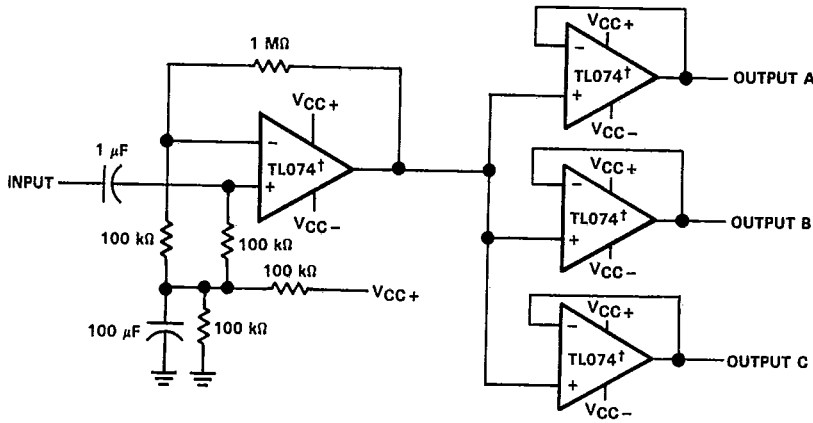 1 MΩ
VCC+
TL074†
VCC−
1 μF
INPUT
100 kΩ
100 kΩ
100 kΩ
VCC+
100 μF
100 kΩ
VCC+
TL074†
VCC−
OUTPUT A
VCC+
TL074†
VCC−
OUTPUT B
VCC+
TL074†
VCC−
OUTPUT C